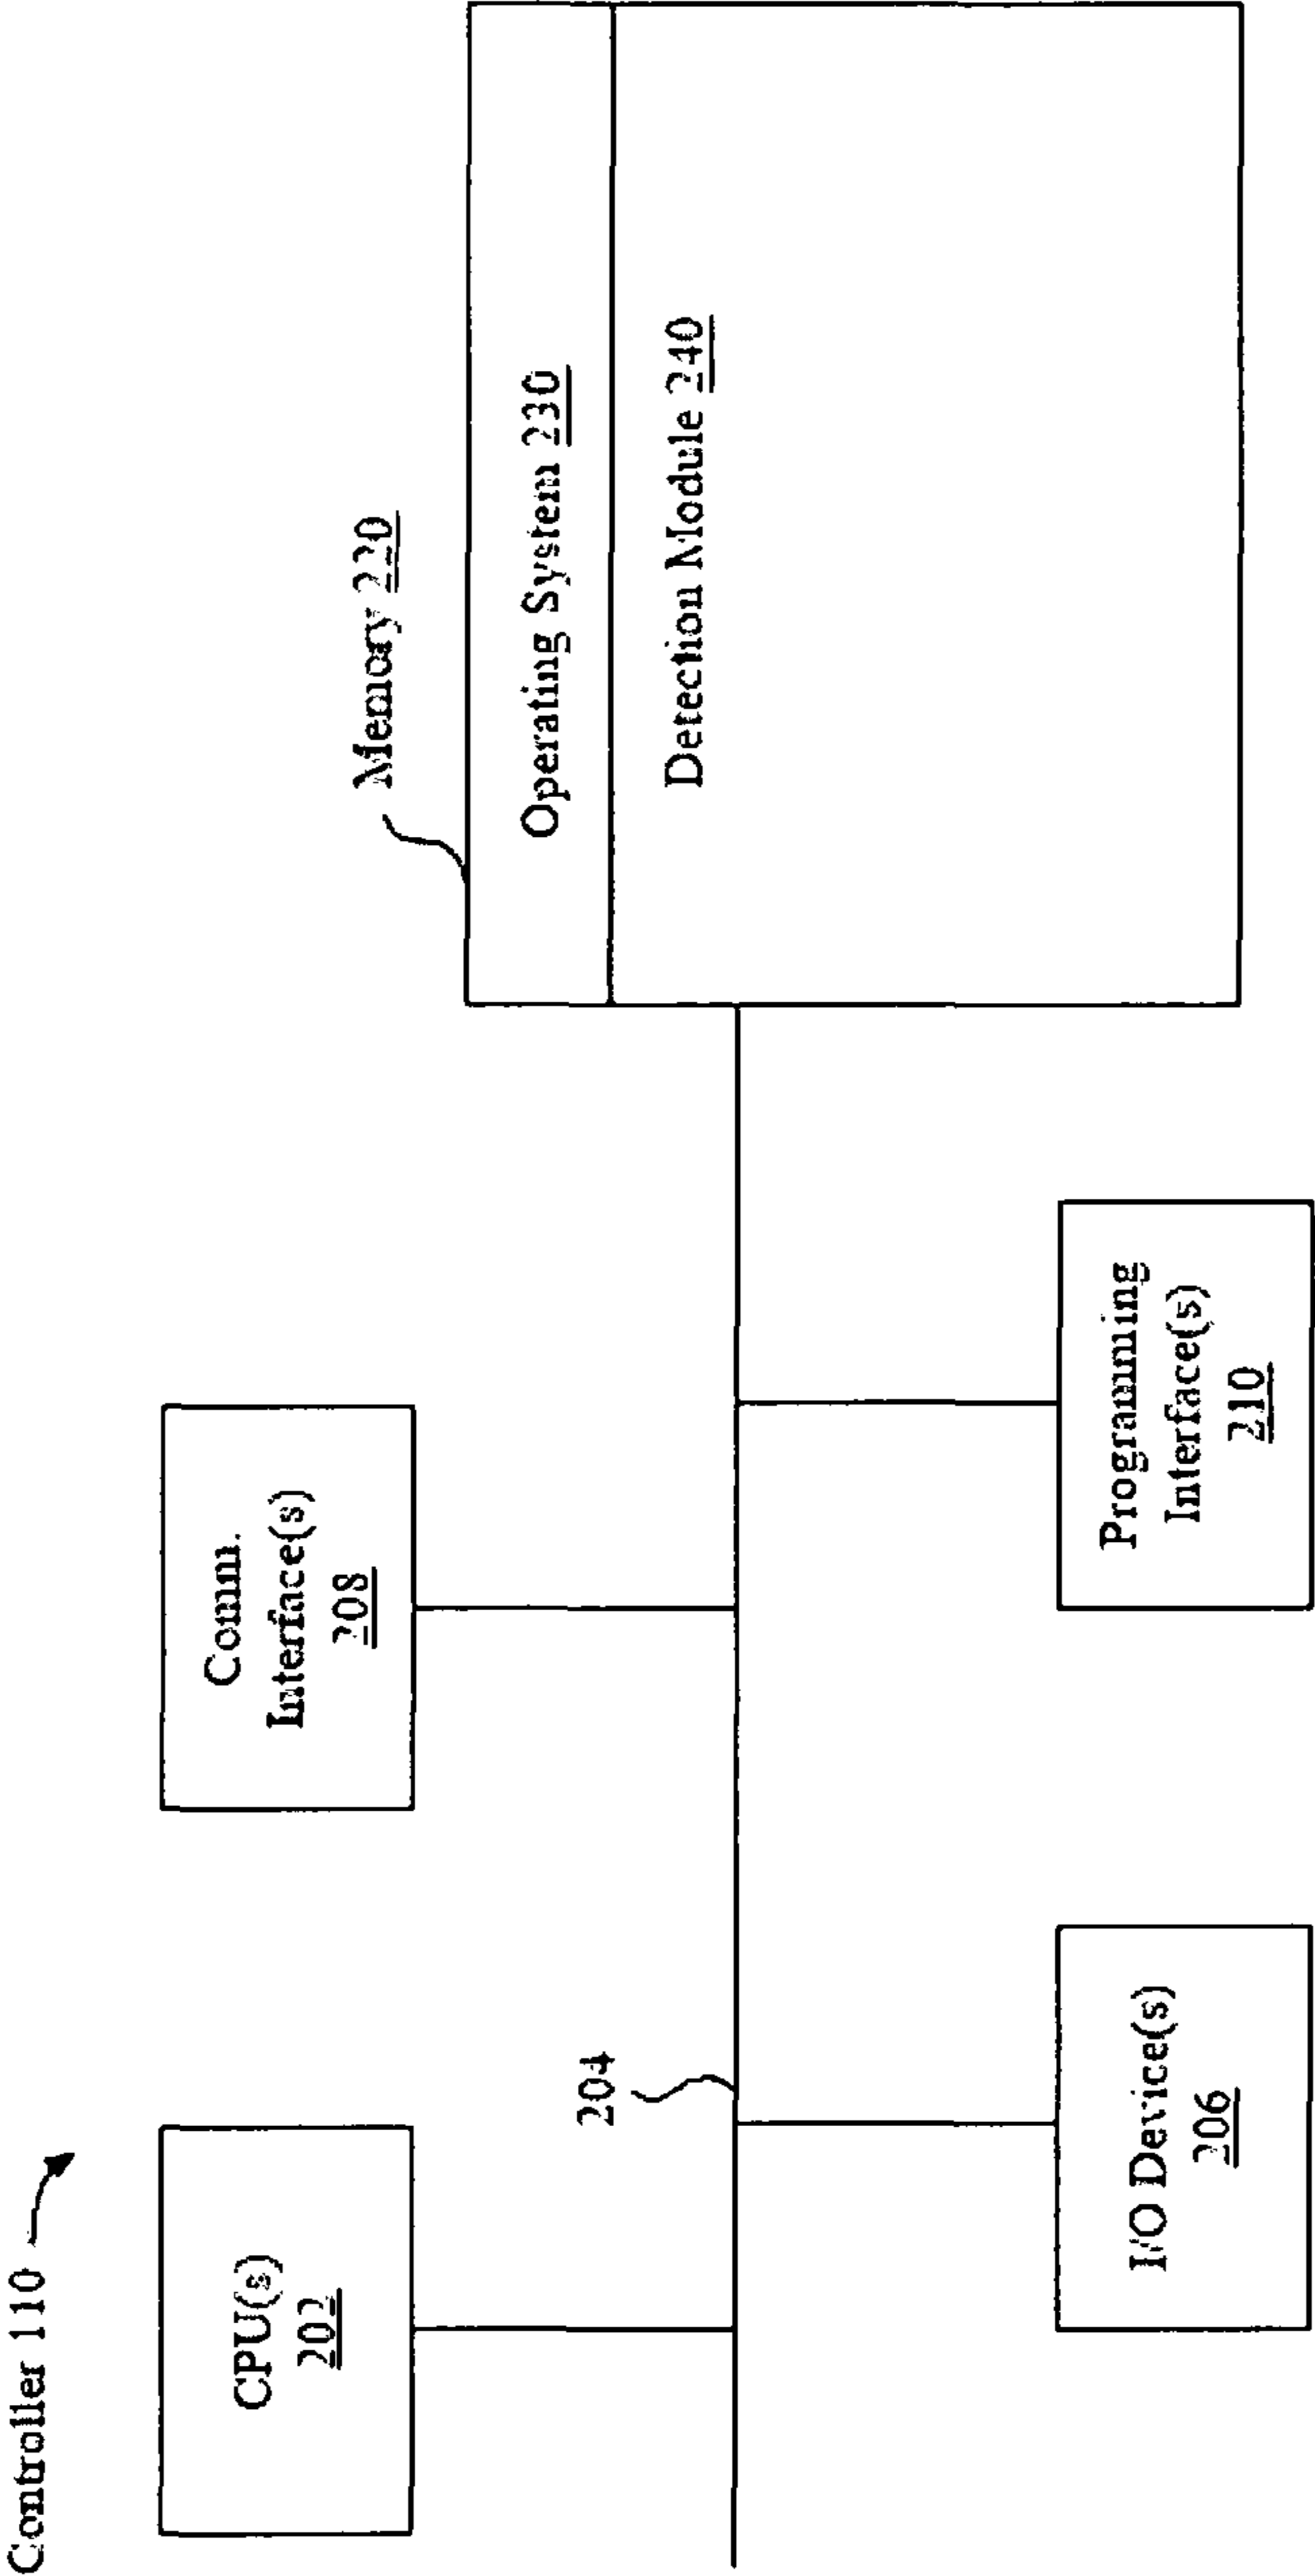 Controller 110
CPU(s)
202
Comm.
Interface(s)
208
Memory 220
Operating System 230
Detection Module 240
204
I/O Device(s)
206
Programming
Interface(s)
210